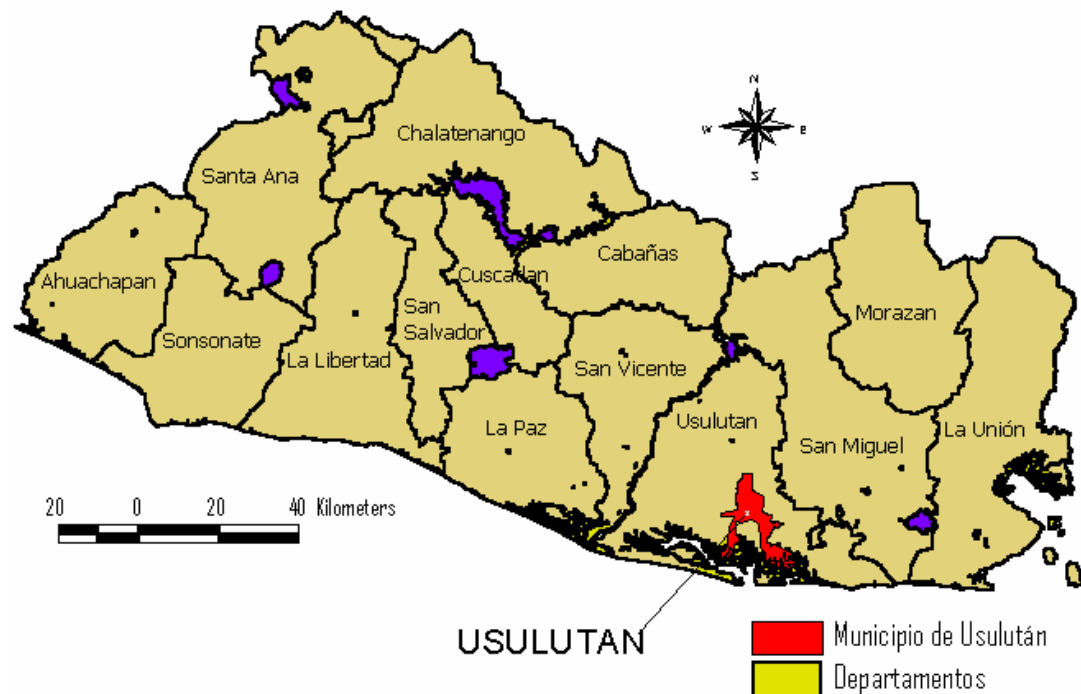 N
W
E
S
Chalatenango
Santa Ana
Cabañas
Ahuachapan
Cuscatlan
San
Salvador
Morazan
Sonsonate
La Libertad
San Vicente
Usulutan
La Paz
San Miguel
La Unión
20 0 20 40 Kilometers
USULUTAN
Municipio de Usulután
Departamentos